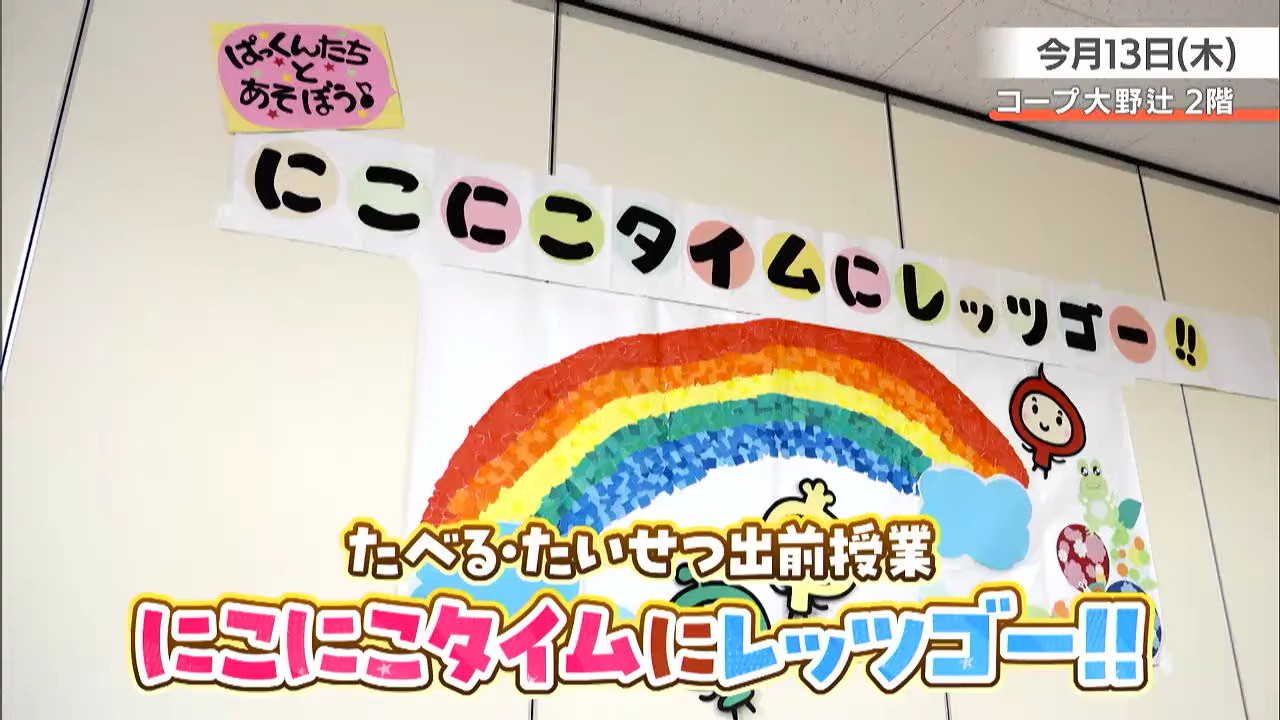 ぱっくんたち
と
あそぼう♪
今月13日(木)
コープ大野辻 2階
にこにこタイムにレッツゴー!!
たべる・たいせつ出前授業
にこにこタイムにレッツゴー!!